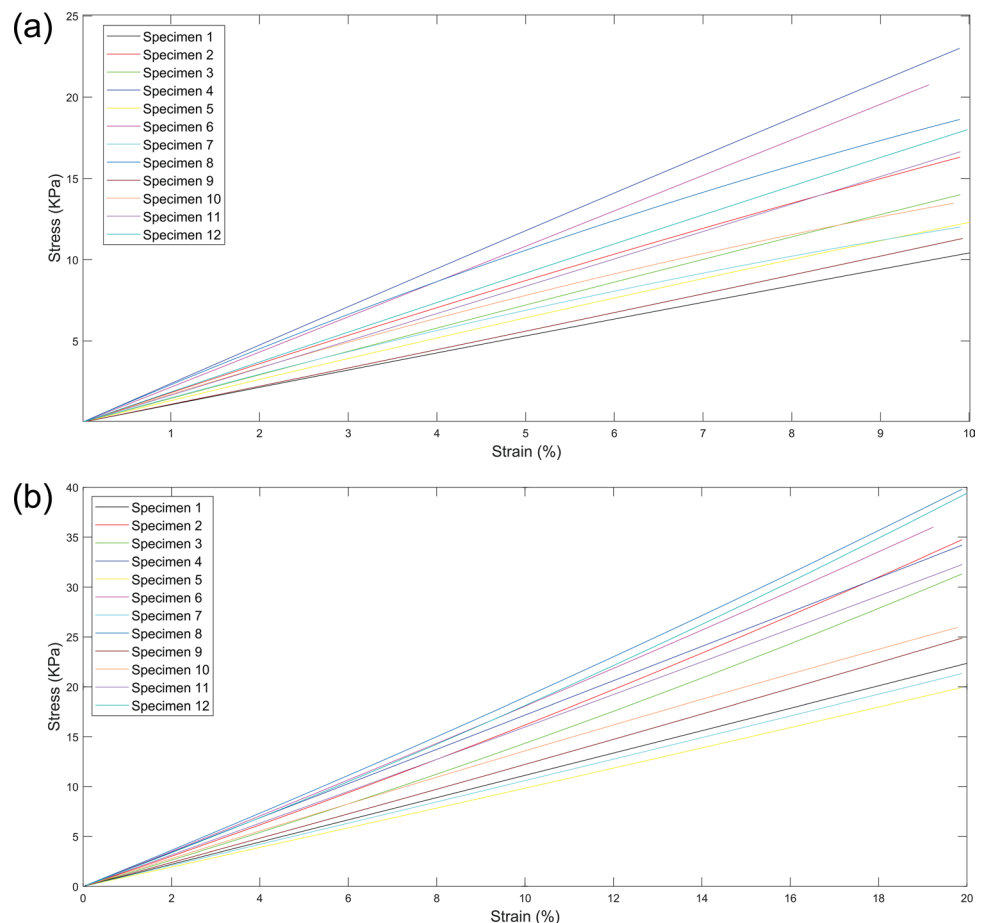 (a)
25
20
15
10
5
Stress (KPa)
Specimen 1
Specimen 2
Specimen 3
Specimen 4
Specimen 5
Specimen 6
Specimen 7
Specimen 8
Specimen 9
Specimen 10
Specimen 11
Specimen 12
1 2 3 4 5 6 7 8 9 10
Strain (%)
(b)
40
35
30
25
20
15
10
5
0
Stress (KPa)
Specimen 1
Specimen 2
Specimen 3
Specimen 4
Specimen 5
Specimen 6
Specimen 7
Specimen 8
Specimen 9
Specimen 10
Specimen 11
Specimen 12
0 2 4 6 8 10 12 14 16 18 20
Strain (%)